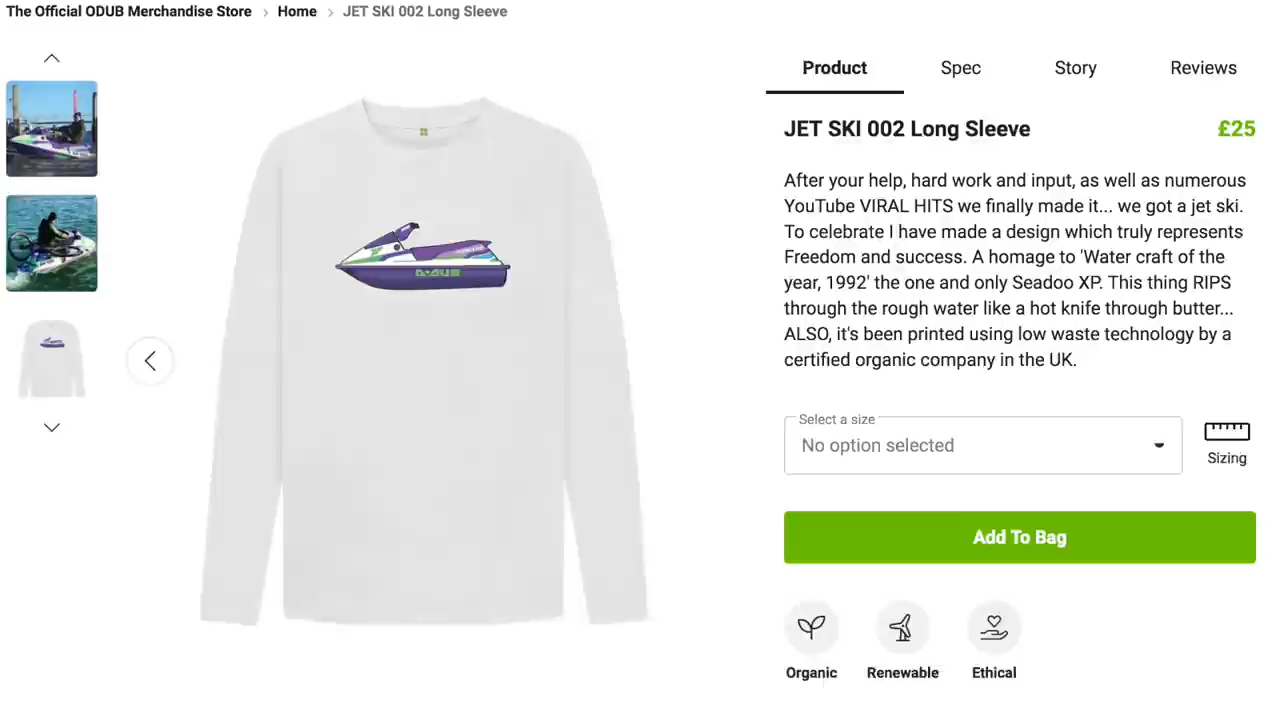 The Official ODUB Merchandise Store > Home > JET SKI 002 Long Sleeve
Product Spec Story Reviews
JET SKI 002 Long Sleeve £25
After your help, hard work and input, as well as numerous
YouTube VIRAL HITS we finally made it... we got a jet ski.
To celebrate I have made a design which truly represents
Freedom and success. A homage to 'Water craft of the
year, 1992' the one and only Seadoo XP. This thing RIPS
through the rough water like a hot knife through butter...
ALSO, it's been printed using low waste technology by a
certified organic company in the UK.
Select a size
No option selected
Sizing
Add To Bag
Organic Renewable Ethical